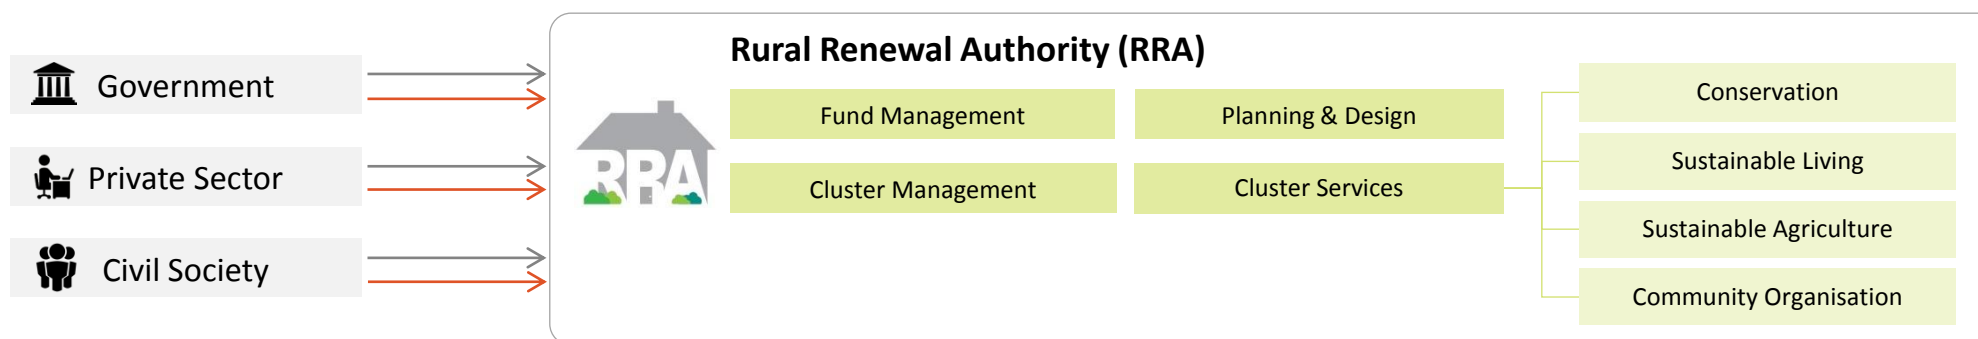 Government
Private Sector
Civil Society
Rural Renewal Authority (RRA)
RRA
Fund Management
Planning & Design
Cluster Management
Cluster Services
Conservation
Sustainable Living
Sustainable Agriculture
Community Organisation